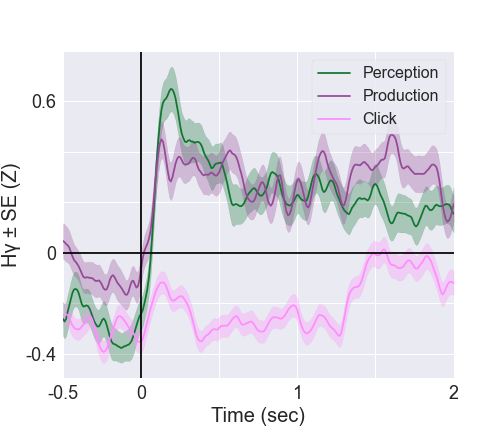 Perception
Production
Click
Hγ ± SE (Z)
0.6
0
-0.4
-0.5
0
1
2
Time (sec)